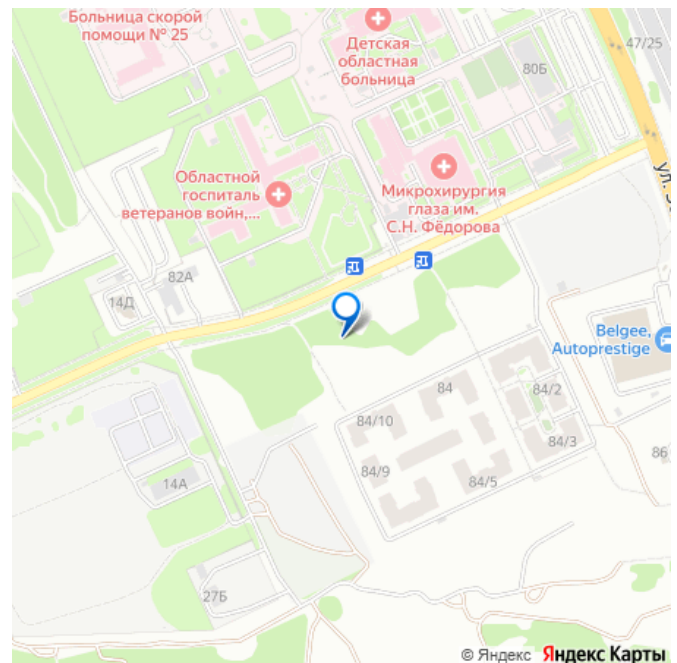 Больница скорой
помощи № 25
Детская
областная
больница
47/25
80Б
Областной
госпиталь
ветеранов войн,...
Микрохирургия
глаза им.
С.Н. Фёдорова
82А
14Д
Belgee,
Autoprestige
84
84/2
84/10
84/3
84/9
84/5
86
14А
27Б
© Яндекс Яндекс Карты